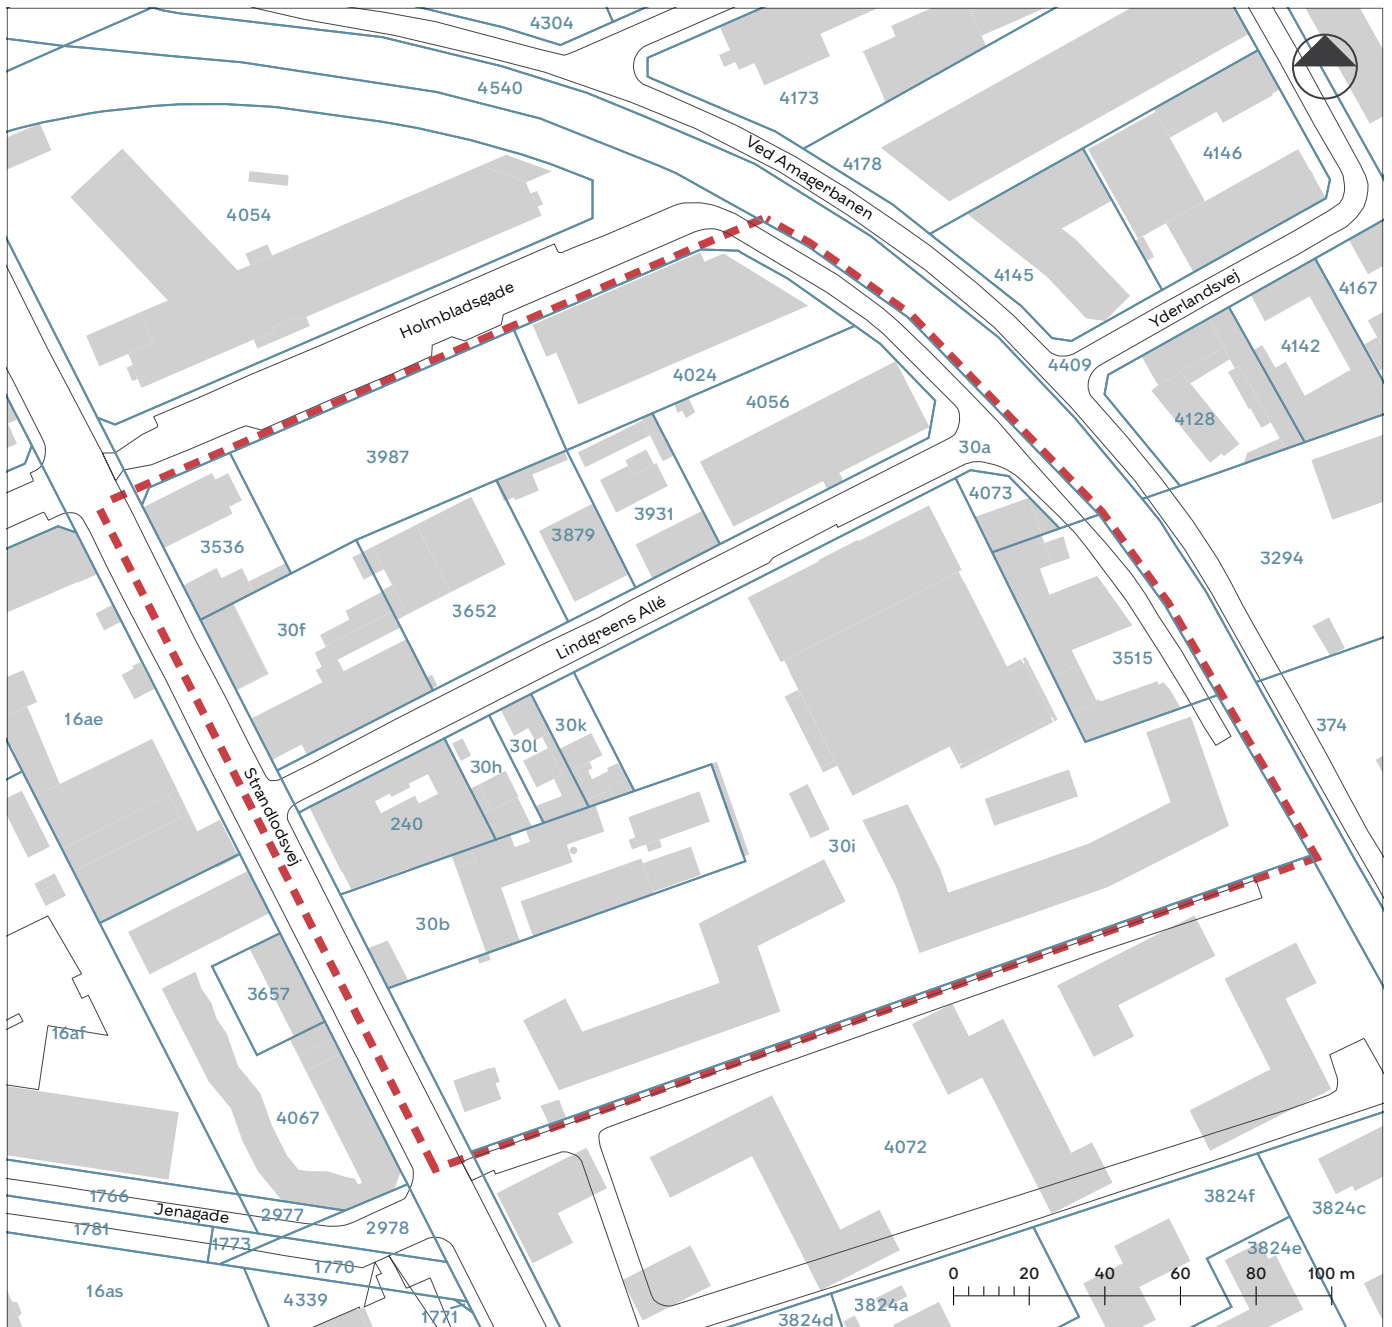 4304
4540
4173
Ved Amagerbanen
4178
4146
4054
4145
4167
Yderlandsvej
Holmbladsgade
4142
4409
4024
4056
4128
3987
30a
4073
3931
3879
3536
3294
3652
30f
Lindgreens Allé
3515
16ae
30k
30l
374
30h
Strandlodsvej
240
30i
30b
3657
16af
4067
4072
1766
Jenagade
2977
3824f
3824c
1781
2978
1773
3824e
1770
0 20 40 60 80 100 m
16as
4339
3824a
1771
3824d